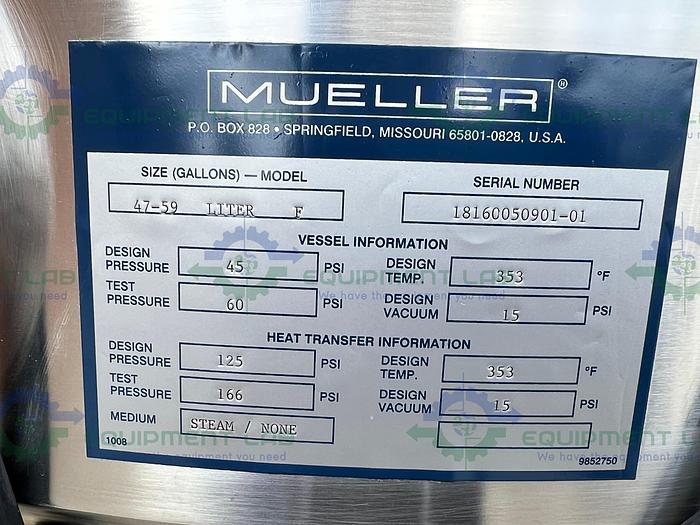 MUELLER®
P.O. BOX 828 • SPRINGFIELD, MISSOURI 65801-0828, U.S.A.
SIZE (GALLONS) — MODEL
47-59 LITER F
SERIAL NUMBER
18160050901-01
VESSEL INFORMATION
DESIGN PRESSURE 45 PSI
DESIGN TEMP. 353 °F
TEST PRESSURE 60 PSI
DESIGN VACUUM 15 PSI
HEAT TRANSFER INFORMATION
DESIGN PRESSURE 125 PSI
DESIGN TEMP. 353 °F
TEST PRESSURE 166 PSI
DESIGN VACUUM 15 PSI
MEDIUM STEAM / NONE
1008
9852750
EQUIPMENT LAB
We have the equipment you need